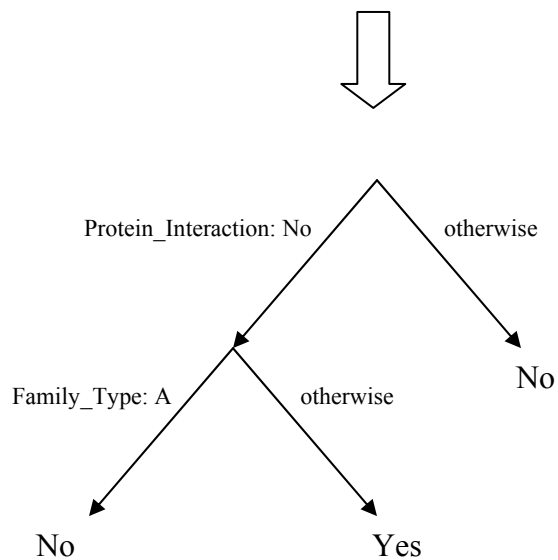 Protein_Interaction: No
otherwise
No
Family_Type: A
otherwise
No
Yes